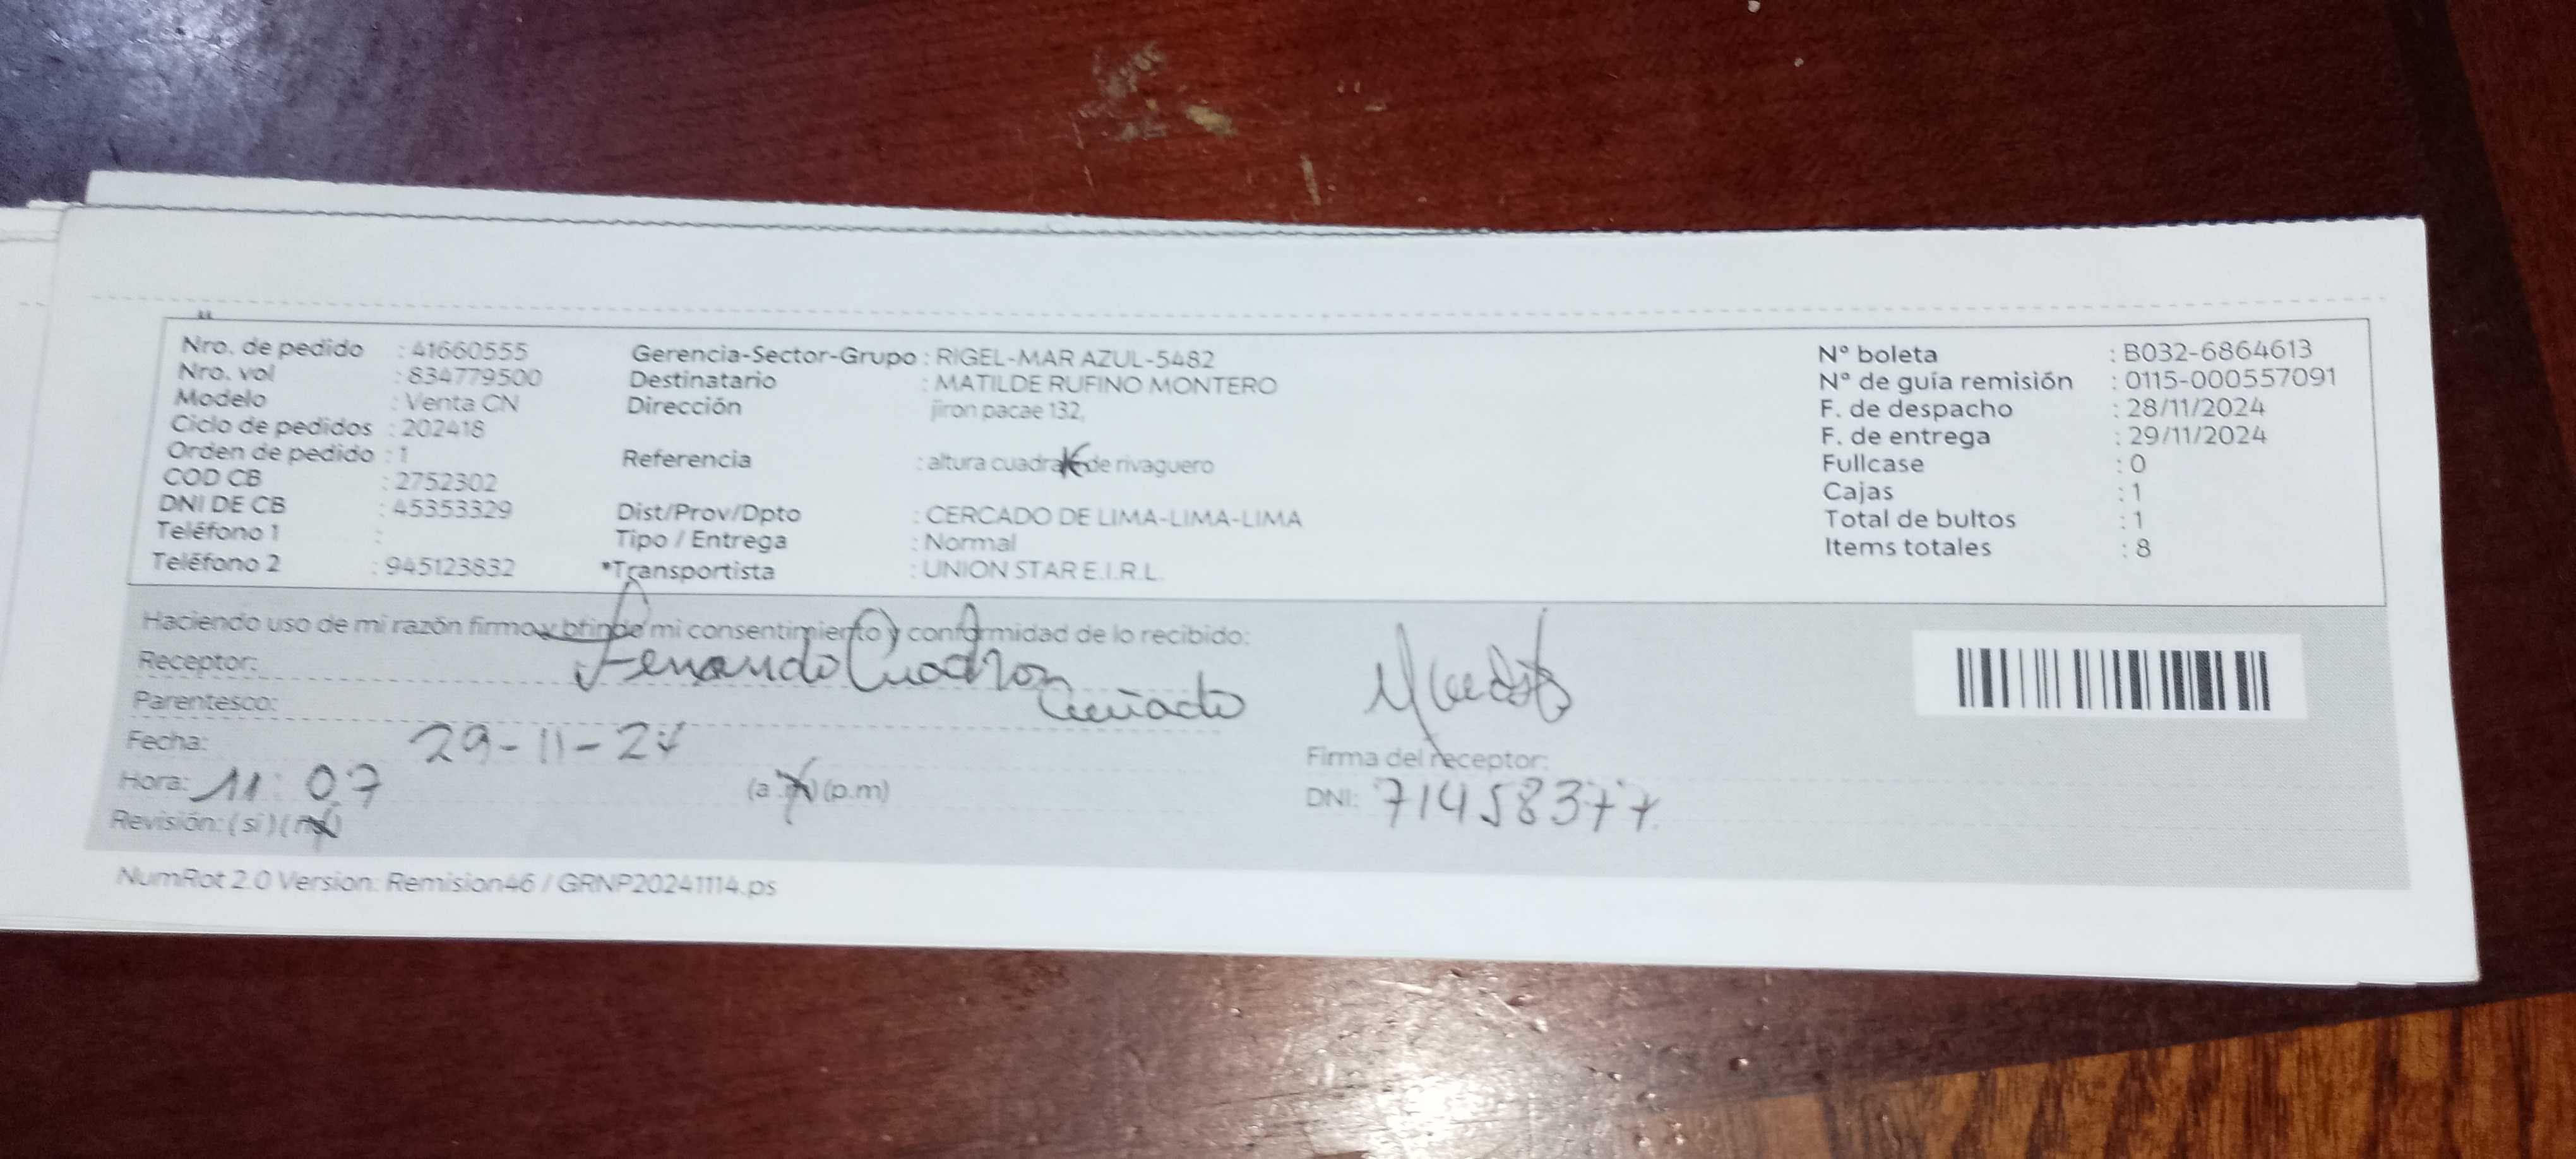 Nro. de pedido : 41660555
Nro. vol : 834779500
Modelo : Venta CN
Ciclo de pedidos : 202418
Orden de pedido : 1
COD CB : 2752302
DNI DE CB : 45353329
Teléfono 1 :
Teléfono 2 : 945123832
Gerencia-Sector-Grupo : RIGEL-MAR AZUL-5482
Destinatario : MATILDE RUFINO MONTERO
Dirección jiron pacae 132,
Referencia : altura cuadra de rivaguero
Dist/Prov/Dpto : CERCADO DE LIMA-LIMA-LIMA
Tipo / Entrega : Normal
*Transportista : UNION STAR E.I.R.L.
N° boleta : B032-6864613
N° de guía remisión : 0115-000557091
F. de despacho : 28/11/2024
F. de entrega : 29/11/2024
Fullcase : 0
Cajas : 1
Total de bultos : 1
Items totales : 8
Haciendo uso de mi razón firmo y brindo mi consentimiento y conformidad de lo recibido:
Receptor: Fernando Cuadron
Parentesco: Cuñado
Fecha: 29-11-24
Hora: 11:07 (a.m) (p.m)
Revisión: (si) (no)
Firma del receptor:
DNI: 71458377
NumRot 2.0 Version: Remision46 / GRNP20241114.ps